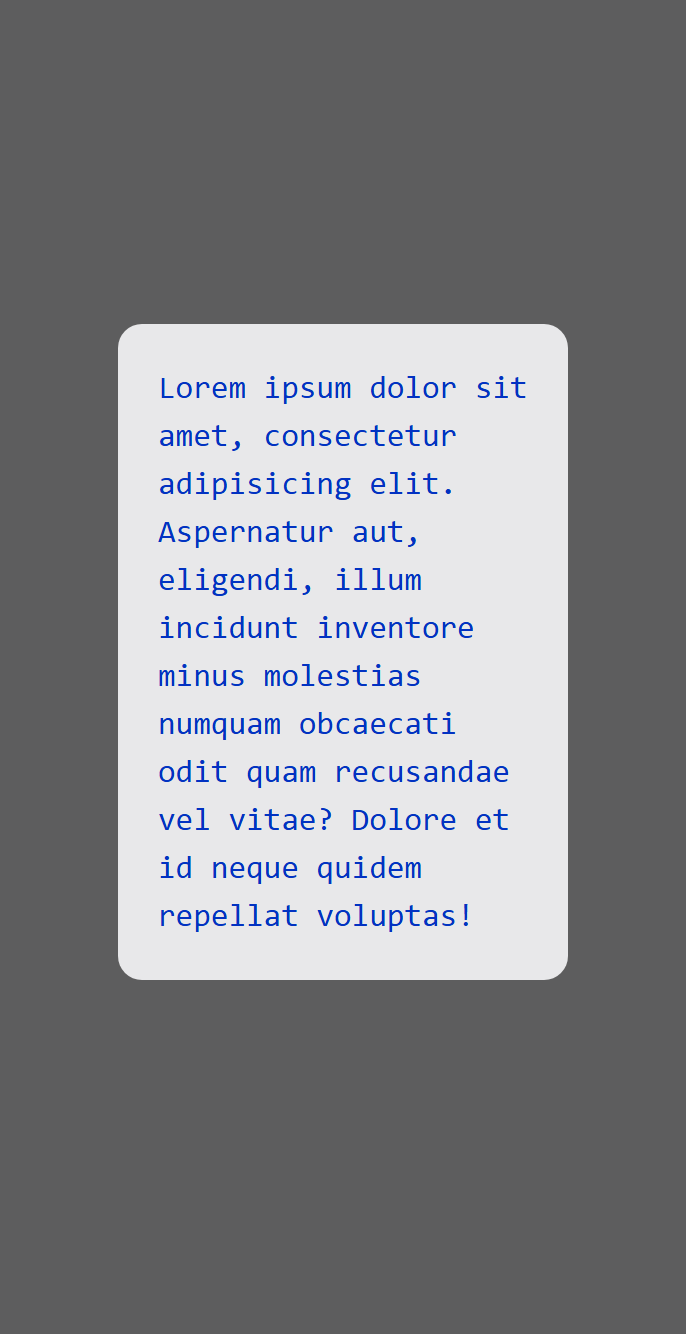 Lorem ipsum dolor sit
amet, consectetur
adipisicing elit.
Aspernatur aut,
eligendi, illum
incidunt inventore
minus molestias
numquam obcaecati
odit quam recusandae
vel vitae? Dolore et
id neque quidem
repellat voluptas!